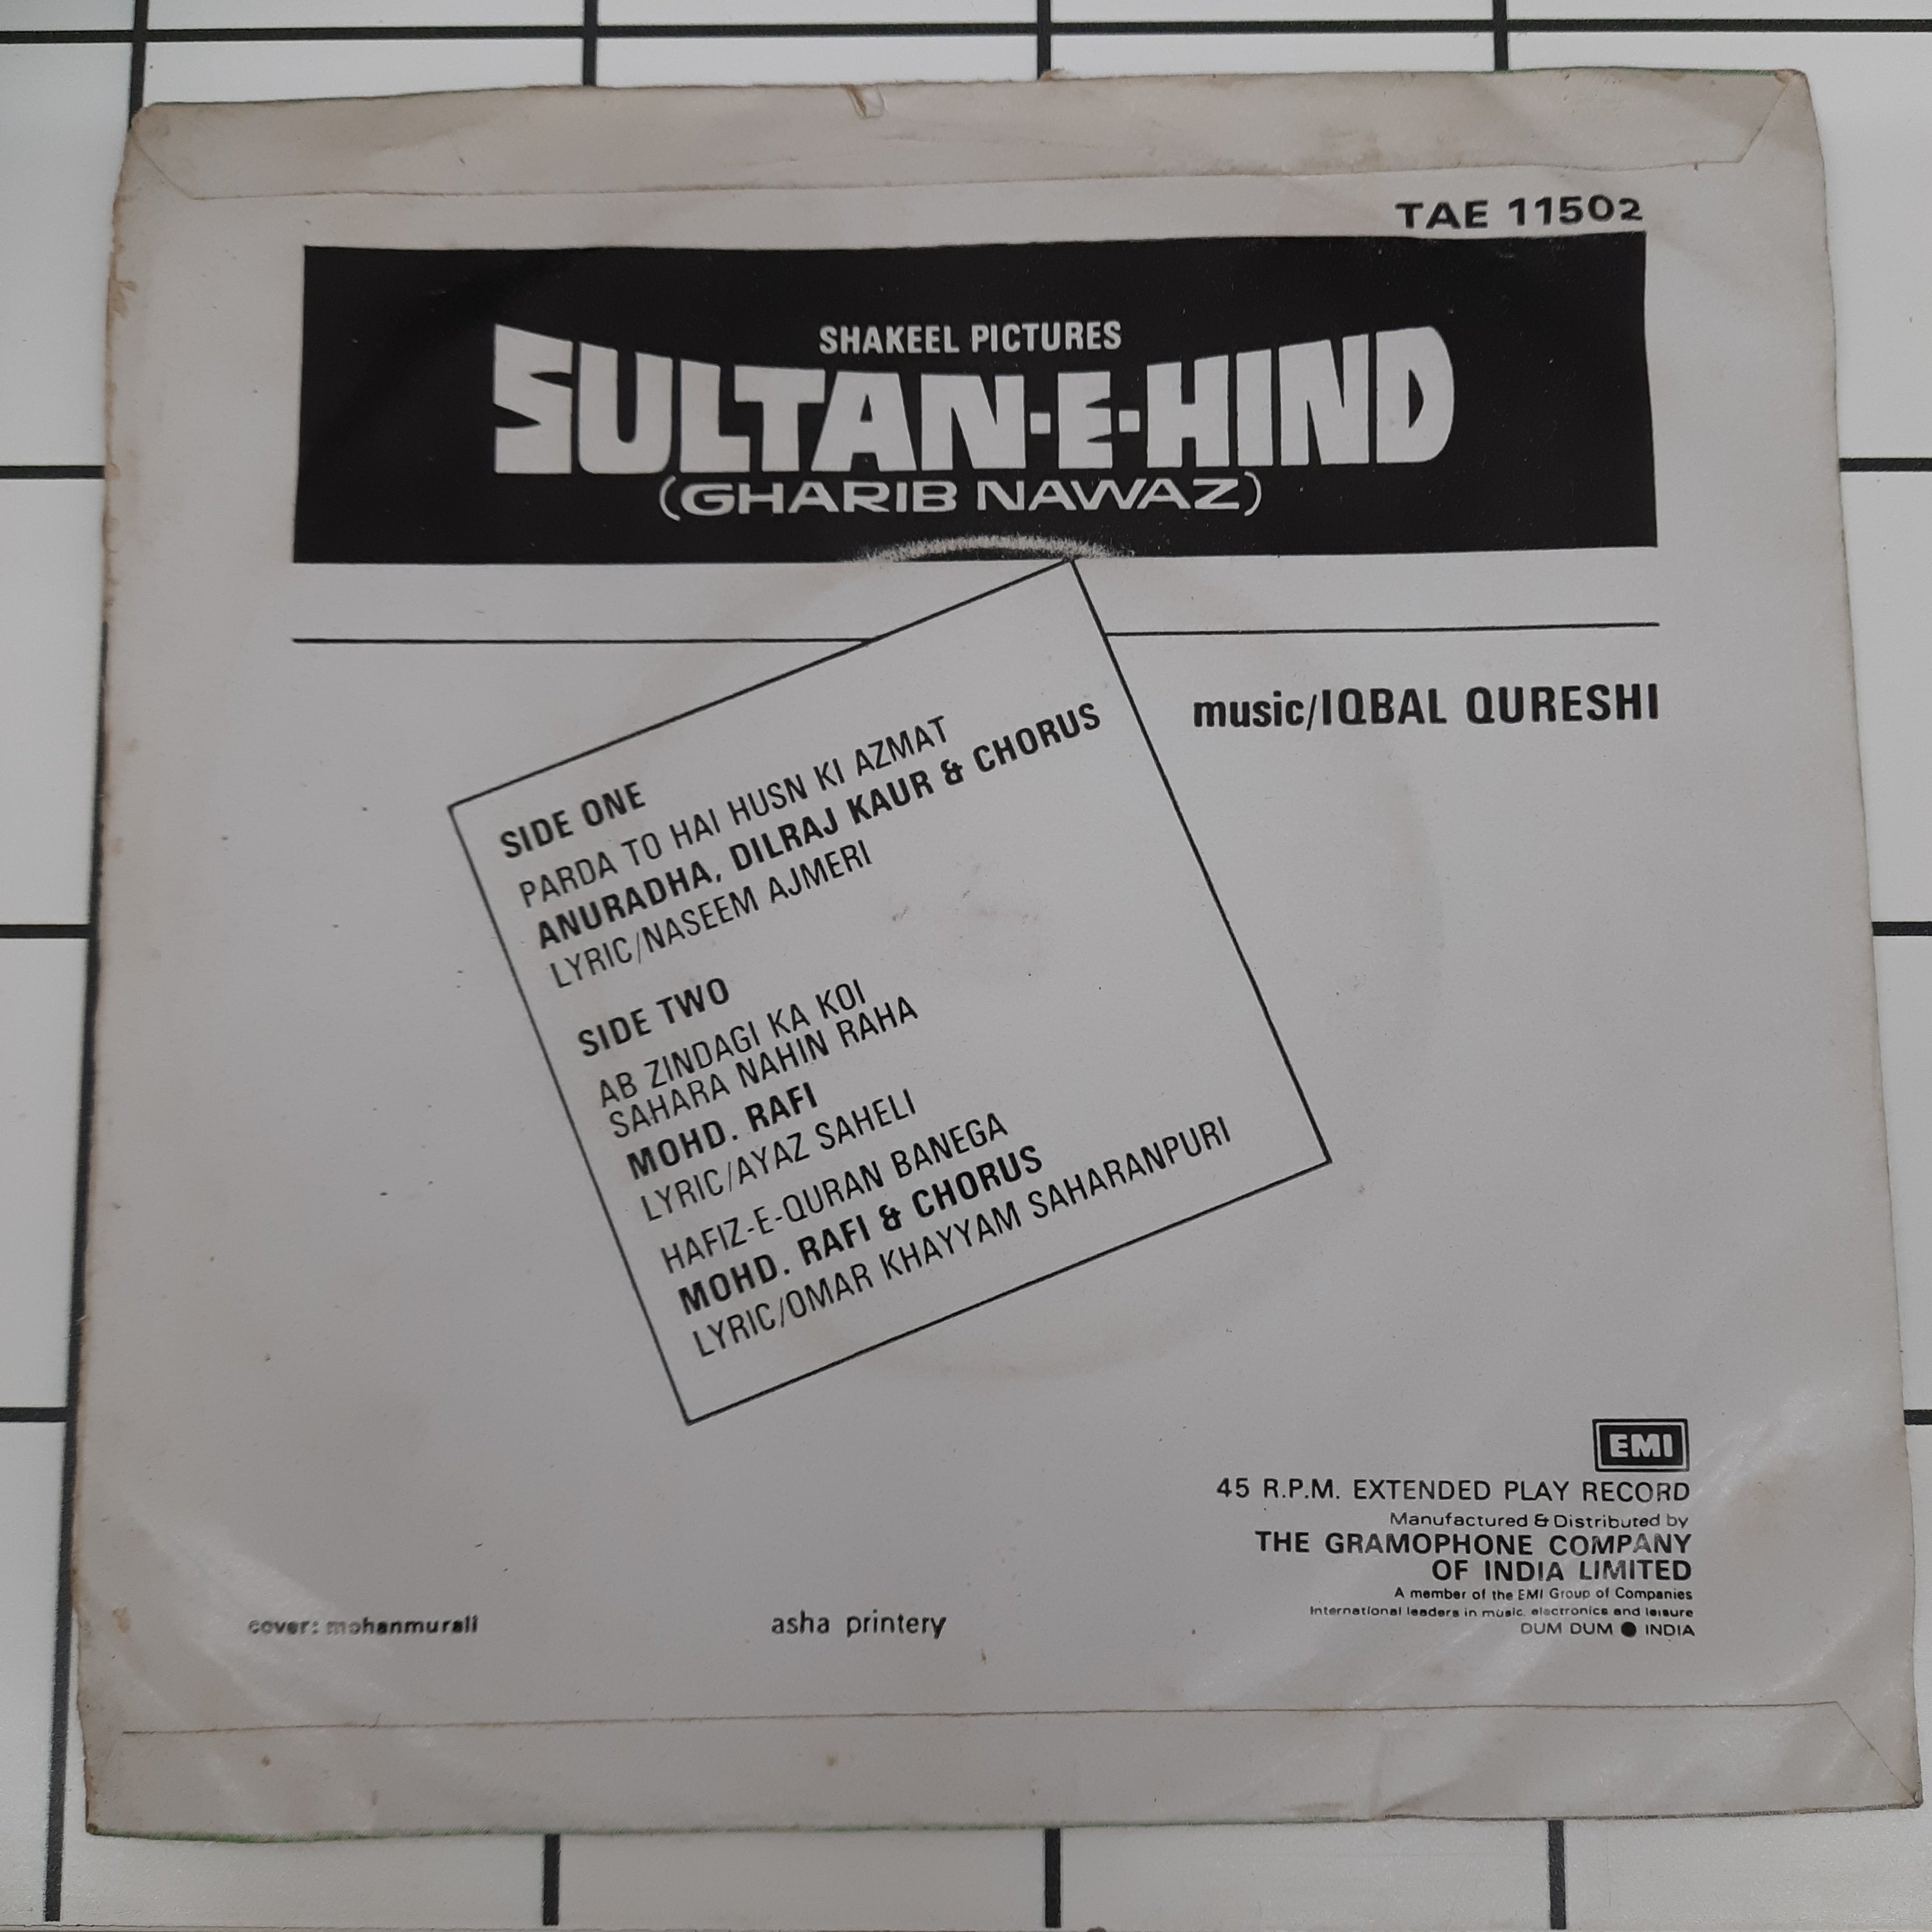 TAE 11502
SHAKEEL PICTURES
SULTAN-E-HIND
(GHARIB NAWAZ)
music/IQBAL QURESHI
SIDE ONE
PARDA TO HAI HUSN KI AZMAT
ANURADHA, DILRAJ KAUR & CHORUS
LYRIC/NASEEM AJMERI
SIDE TWO
AB ZINDAGI KA KOI
SAHARA NAHIN RAHA
MOHD. RAFI
LYRIC/AYAZ SAHELI
HAFIZ-E-QURAN BANEGA
MOHD. RAFI & CHORUS
LYRIC/OMAR KHAYYAM SAHARANPURI
EMI
45 R.P.M. EXTENDED PLAY RECORD
Manufactured & Distributed by
THE GRAMOPHONE COMPANY
OF INDIA LIMITED
A member of the EMI Group of Companies
International leaders in music, electronics and leisure
DUM DUM ● INDIA
cover: mohanmurali
asha printery